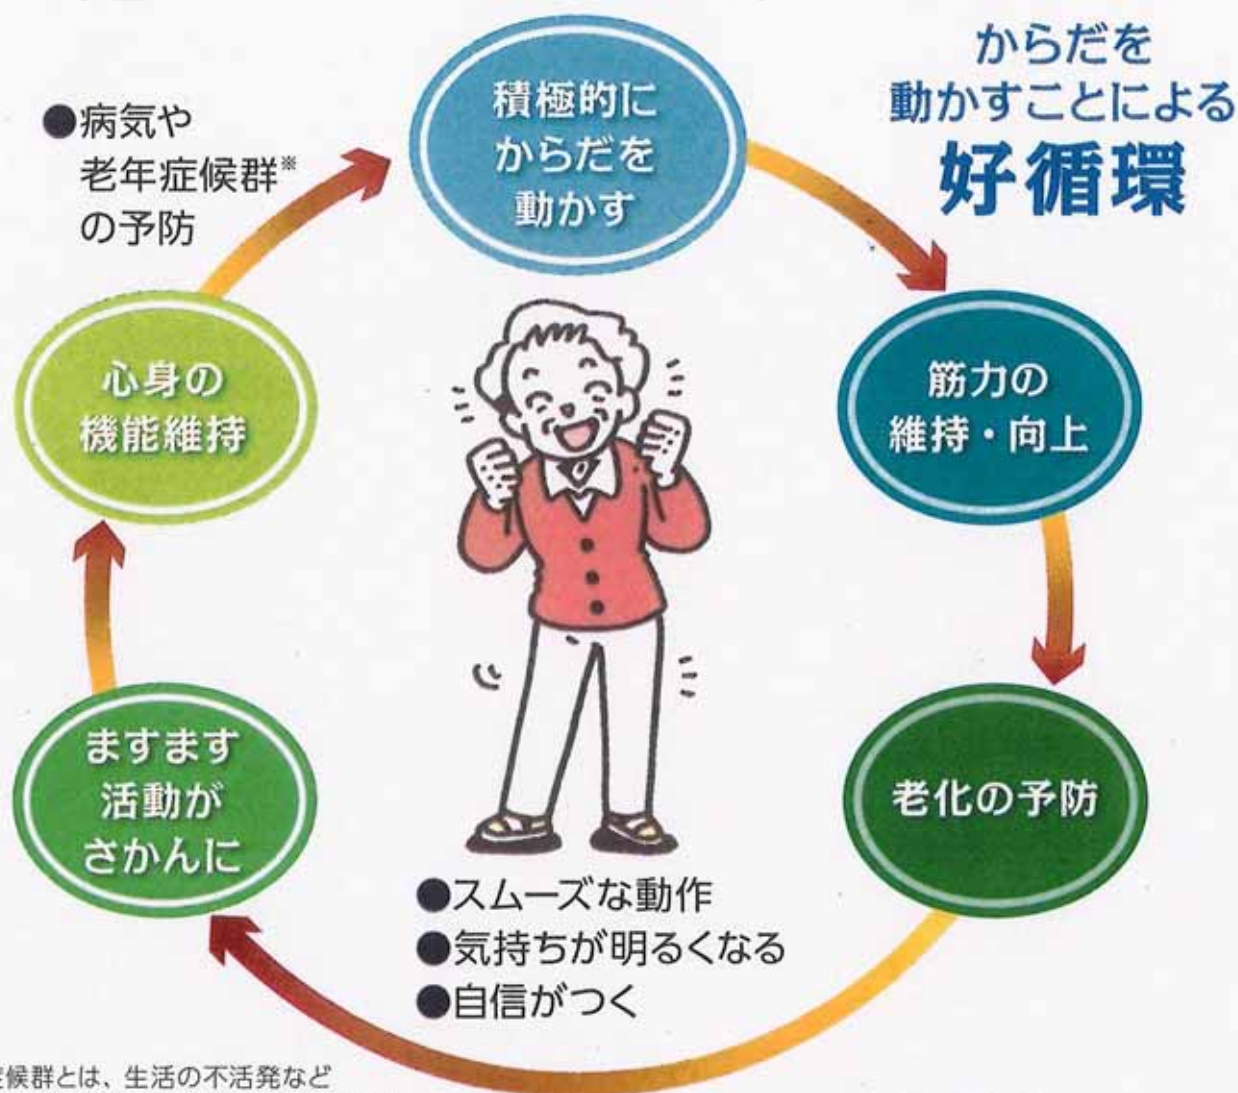 からだを
動かすことによる
好循環
積極的に
からだを
動かす
筋力の
維持・向上
老化の予防
●スムーズな動作
●気持ちが明るくなる
●自信がつく
ますます
活動が
さかんに
心身の
機能維持
●病気や
老年症候群※
の予防
候群とは、生活の不活発など